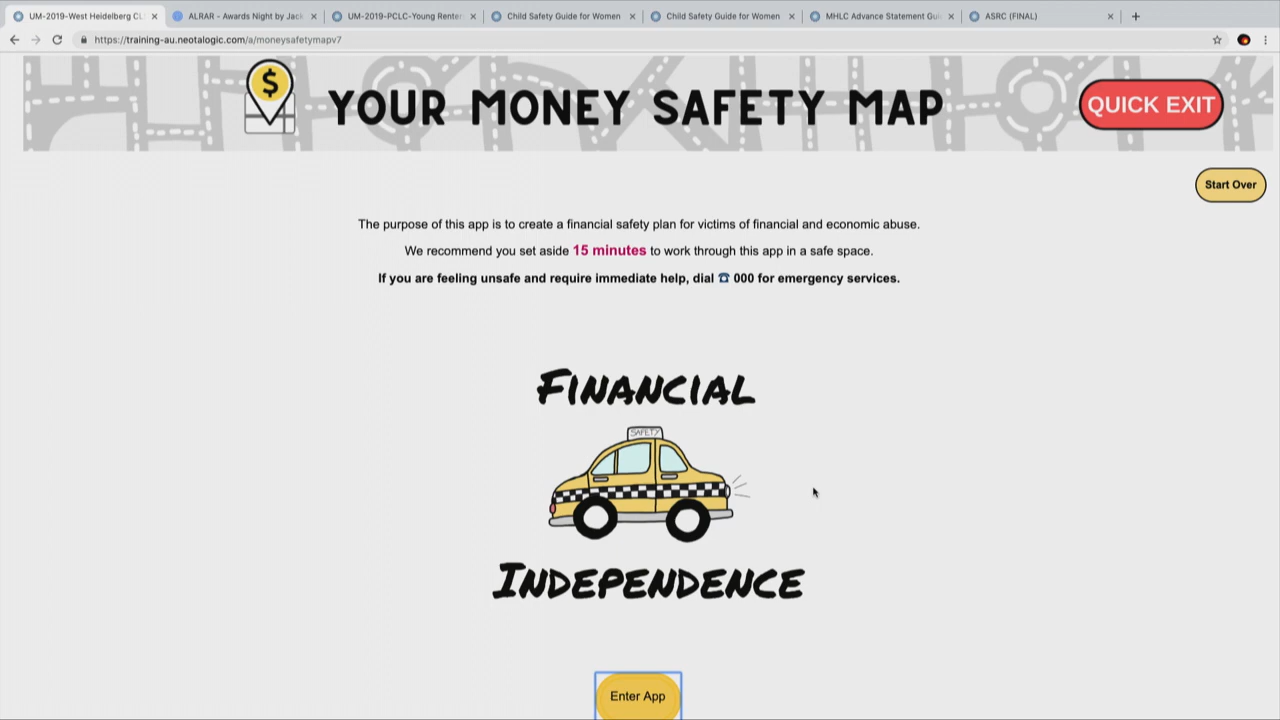 UM-2019-West Heidelberg CL
ALRAR - Awards Night by Jack
UM-2019-PCLC-Young Renter
Child Safety Guide for Women
Child Safety Guide for Women
MHLC Advance Statement Gui
ASRC (FINAL)
https://training-au.neotalogic.com/a/moneysafetymapv7
$ YOUR MONEY SAFETY MAP
QUICK EXIT
Start Over
The purpose of this app is to create a financial safety plan for victims of financial and economic abuse.
We recommend you set aside 15 minutes to work through this app in a safe space.
If you are feeling unsafe and require immediate help, dial ☎ 000 for emergency services.
FINANCIAL
SAFETY
INDEPENDENCE
Enter App